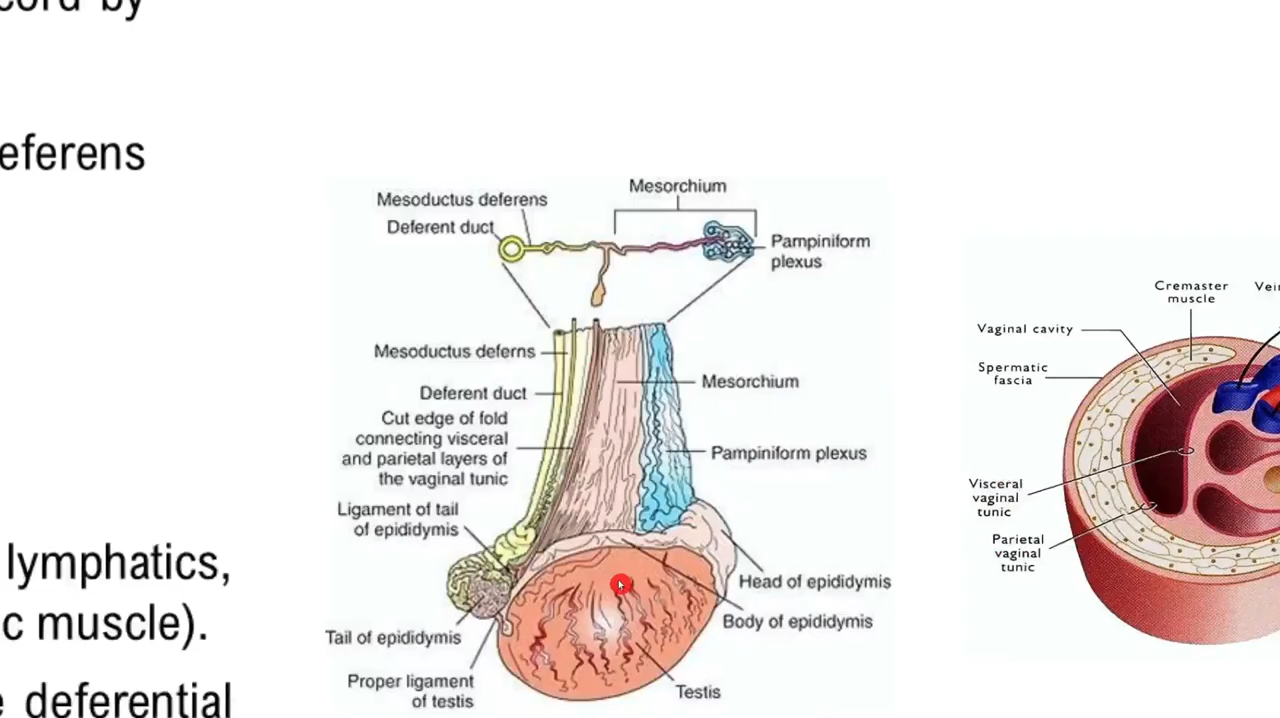 cord by
eferens
lymphatics,
c muscle).
e deferential
Mesorchium
Mesoductus deferens
Deferent duct
Pampiniform
plexus
Mesoductus deferns
Mesorchium
Deferent duct
Cut edge of fold
connecting visceral
and parietal layers of
the vaginal tunic
Pampiniform plexus
Ligament of tail
of epididymis
Head of epididymis
Body of epididymis
Tail of epididymis
Proper ligament
of testis
Testis
Cremaster
muscle
Vei
Vaginal cavity
Spermatic
fascia
Visceral
vaginal
tunic
Parietal
vaginal
tunic